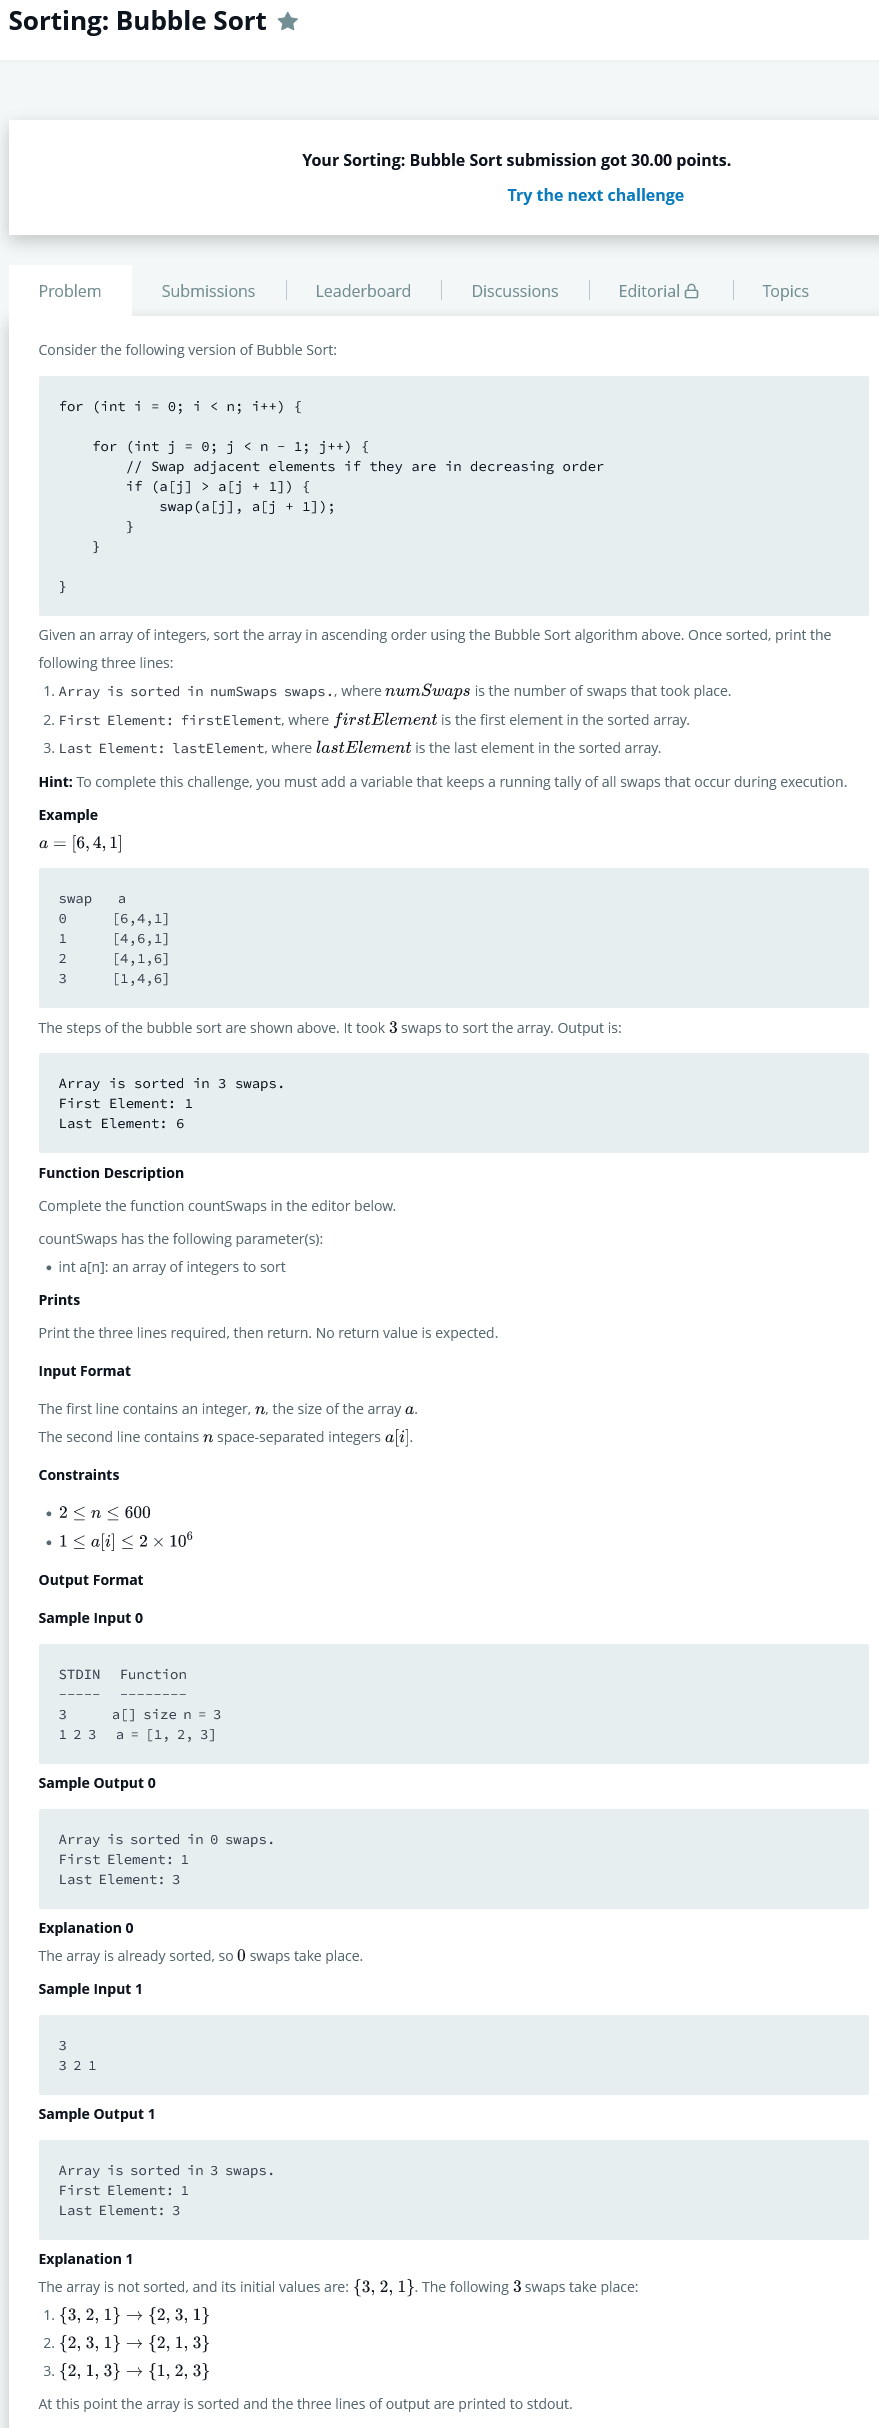 Sorting: Bubble Sort
Your Sorting: Bubble Sort submission got 30.00 points.
Try the next challenge
Problem
Submissions
Leaderboard
Discussions
Editorial
Topics
Consider the following version of Bubble Sort:
for (int i = 0; i < n; i++) {
for (int j = 0; j < n - 1; j++) {
// Swap adjacent elements if they are in decreasing order
if (a[j] > a[j + 1]) {
swap(a[j], a[j + 1]);
}
}
}
Given an array of integers, sort the array in ascending order using the Bubble Sort algorithm above. Once sorted, print the
following three lines:
1. Array is sorted in numSwaps swaps., where numSwaps is the number of swaps that took place.
2. First Element: firstElement, where firstElement is the first element in the sorted array.
3. Last Element: lastElement, where lastElement is the last element in the sorted array.
Hint: To complete this challenge, you must add a variable that keeps a running tally of all swaps that occur during execution.
Example
a = [6, 4, 1]
swap a
0 [6,4,1]
1 [4,6,1]
2 [4,1,6]
3 [1,4,6]
The steps of the bubble sort are shown above. It took 3 swaps to sort the array. Output is:
Array is sorted in 3 swaps.
First Element: 1
Last Element: 6
Function Description
Complete the function countSwaps in the editor below.
countSwaps has the following parameter(s):
• int a[n]: an array of integers to sort
Prints
Print the three lines required, then return. No return value is expected.
Input Format
The first line contains an integer, n, the size of the array a.
The second line contains n space-separated integers a[i].
Constraints
• 2 ≤ n ≤ 600
• 1 ≤ a[i] ≤ 2 × 10⁶
Output Format
Sample Input 0
STDIN Function
----- --------
3 a[] size n = 3
1 2 3 a = [1, 2, 3]
Sample Output 0
Array is sorted in 0 swaps.
First Element: 1
Last Element: 3
Explanation 0
The array is already sorted, so 0 swaps take place.
Sample Input 1
3
3 2 1
Sample Output 1
Array is sorted in 3 swaps.
First Element: 1
Last Element: 3
Explanation 1
The array is not sorted, and its initial values are: {3, 2, 1}. The following 3 swaps take place:
1. {3, 2, 1} → {2, 3, 1}
2. {2, 3, 1} → {2, 1, 3}
3. {2, 1, 3} → {1, 2, 3}
At this point the array is sorted and the three lines of output are printed to stdout.